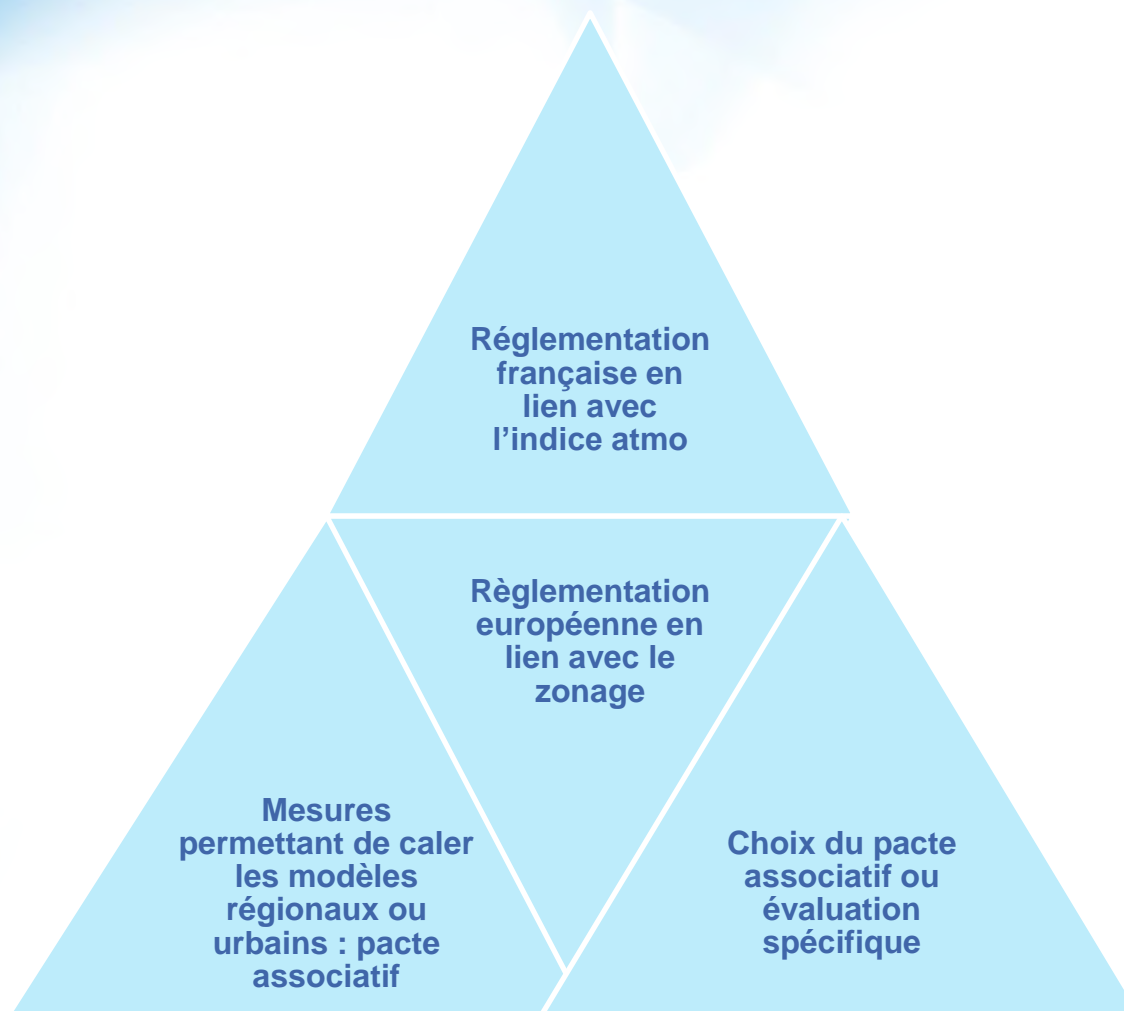 Réglementation
française en
lien avec
l’indice atmo
Règlementation
européenne en
lien avec le
zonage
Mesures
permettant de caler
les modèles
régionaux ou
urbains : pacte
associatif
Choix du pacte
associatif ou
évaluation
spécifique